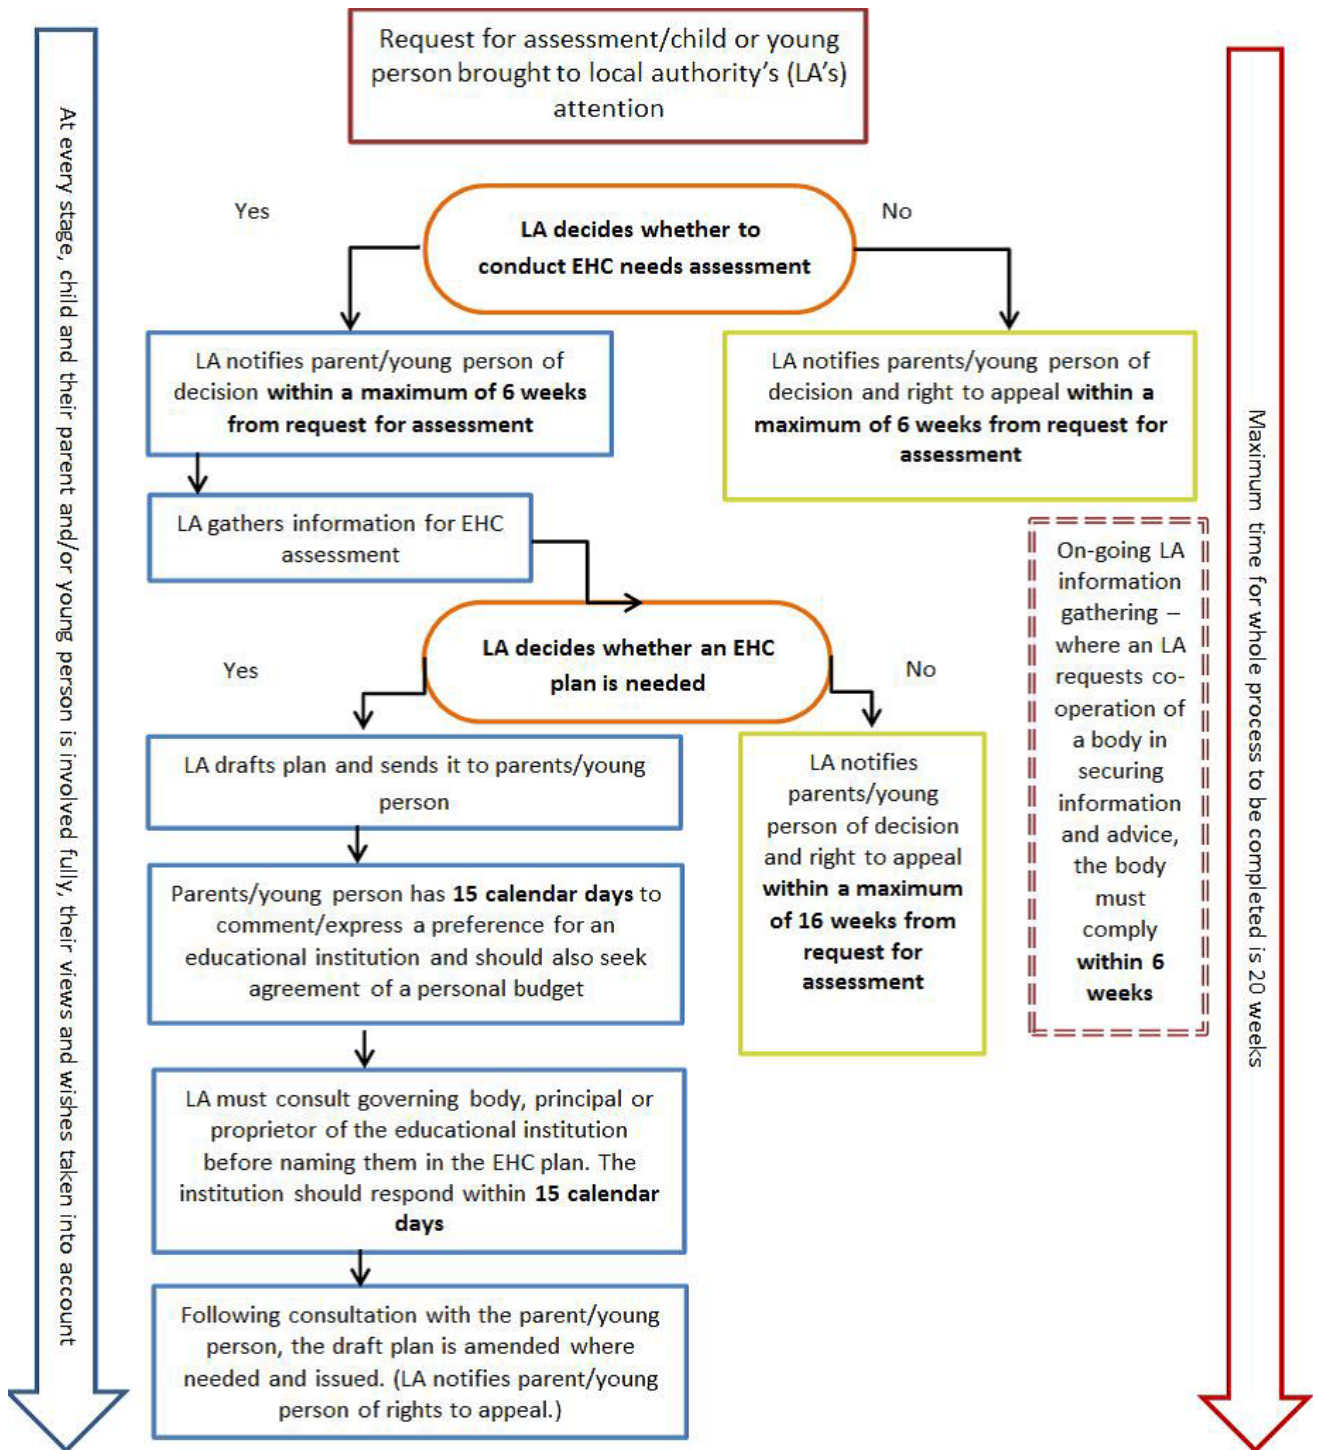 Request for assessment/child or young
person brought to local authority's (LA's)
attention
At every stage, child and their parent and/or young person is involved fully, their views and wishes taken into account
Maximum time for whole process to be completed is 20 weeks
Yes
LA decides whether to
conduct EHC needs assessment
No
LA notifies parent/young person of
decision within a maximum of 6 weeks
from request for assessment
LA notifies parents/young person of
decision and right to appeal within a
maximum of 6 weeks from request for
assessment
LA gathers information for EHC
assessment
On-going LA
information
gathering –
where an LA
requests co-
operation of
a body in
securing
information
and advice,
the body
must
comply
within 6
weeks
Yes
LA decides whether an EHC
plan is needed
No
LA drafts plan and sends it to parents/young
person
LA notifies
parents/young
person of decision
and right to appeal
within a maximum
of 16 weeks from
request for
assessment
Parents/young person has 15 calendar days to
comment/express a preference for an
educational institution and should also seek
agreement of a personal budget
LA must consult governing body, principal or
proprietor of the educational institution
before naming them in the EHC plan. The
institution should respond within 15 calendar
days
Following consultation with the parent/young
person, the draft plan is amended where
needed and issued. (LA notifies parent/young
person of rights to appeal.)